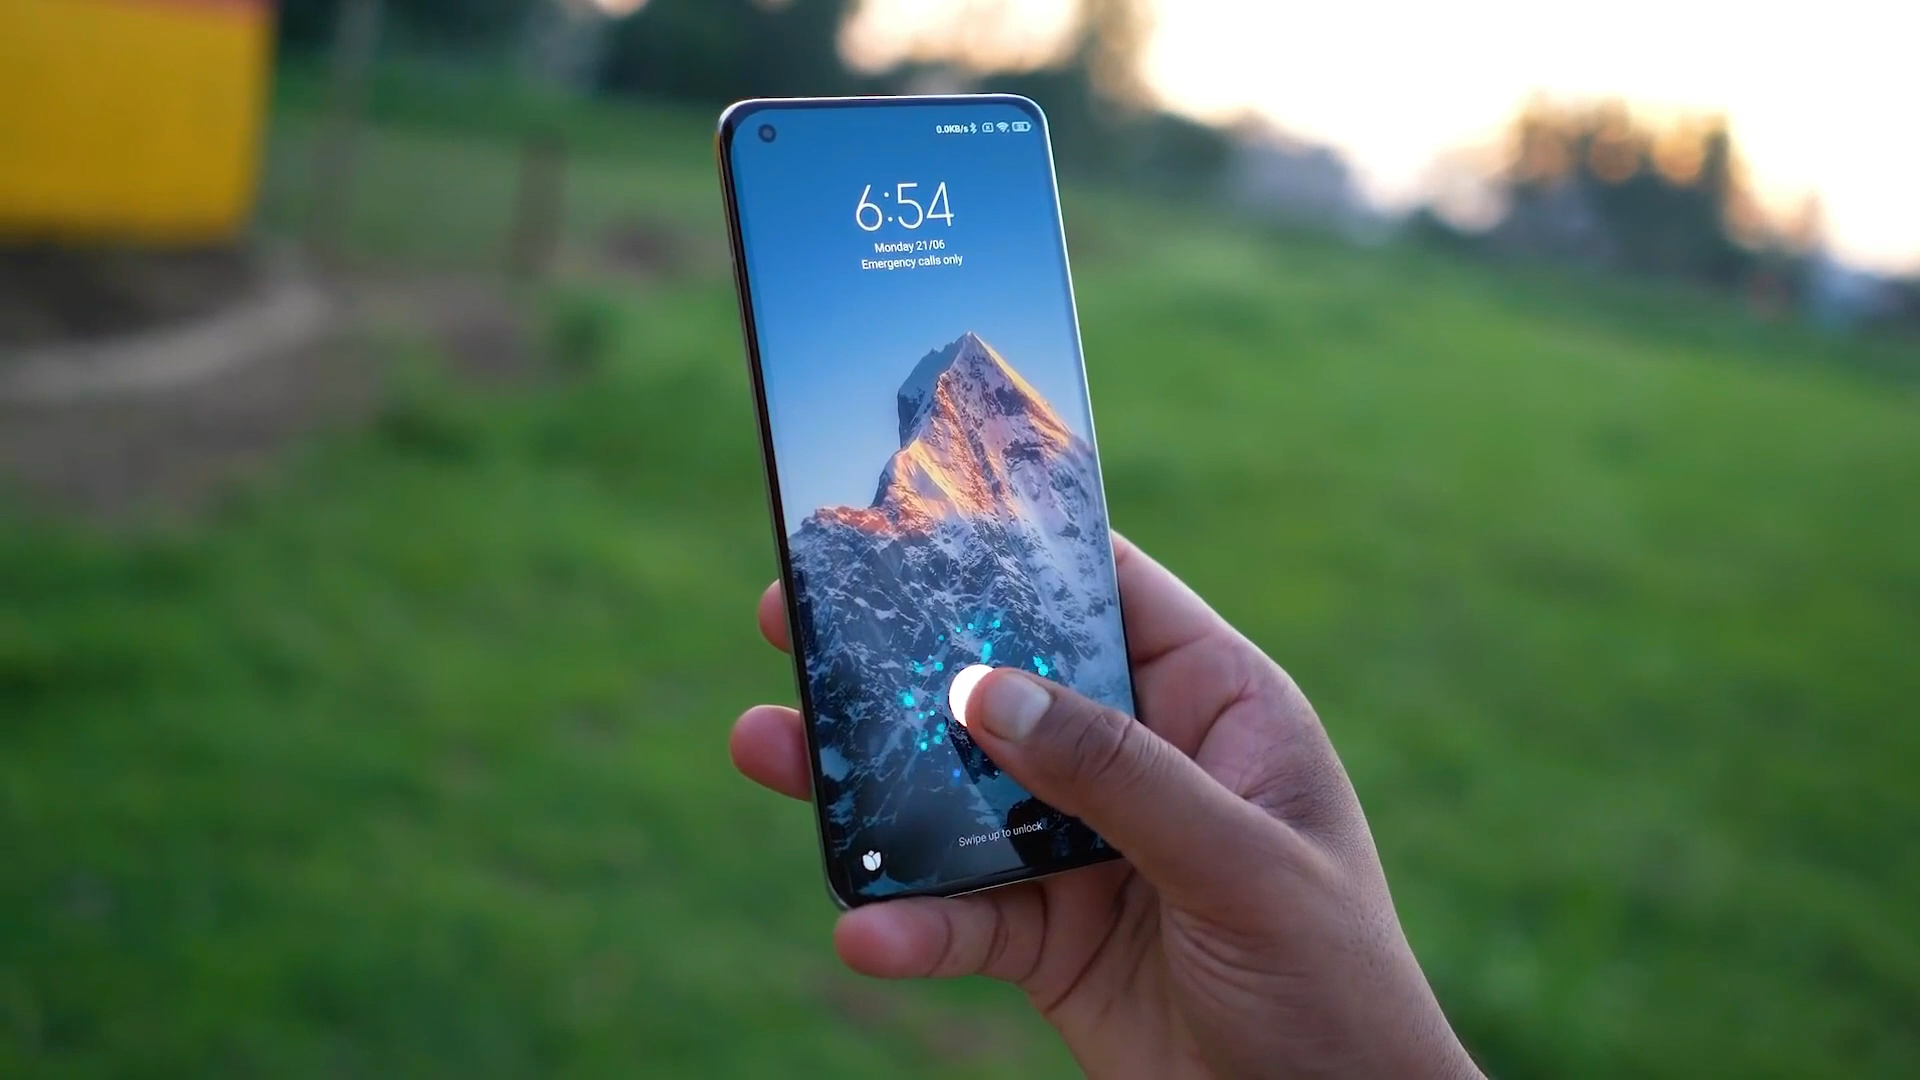 0.0KB/s
6:54
Monday 21/06
Emergency calls only
Swipe up to unlock